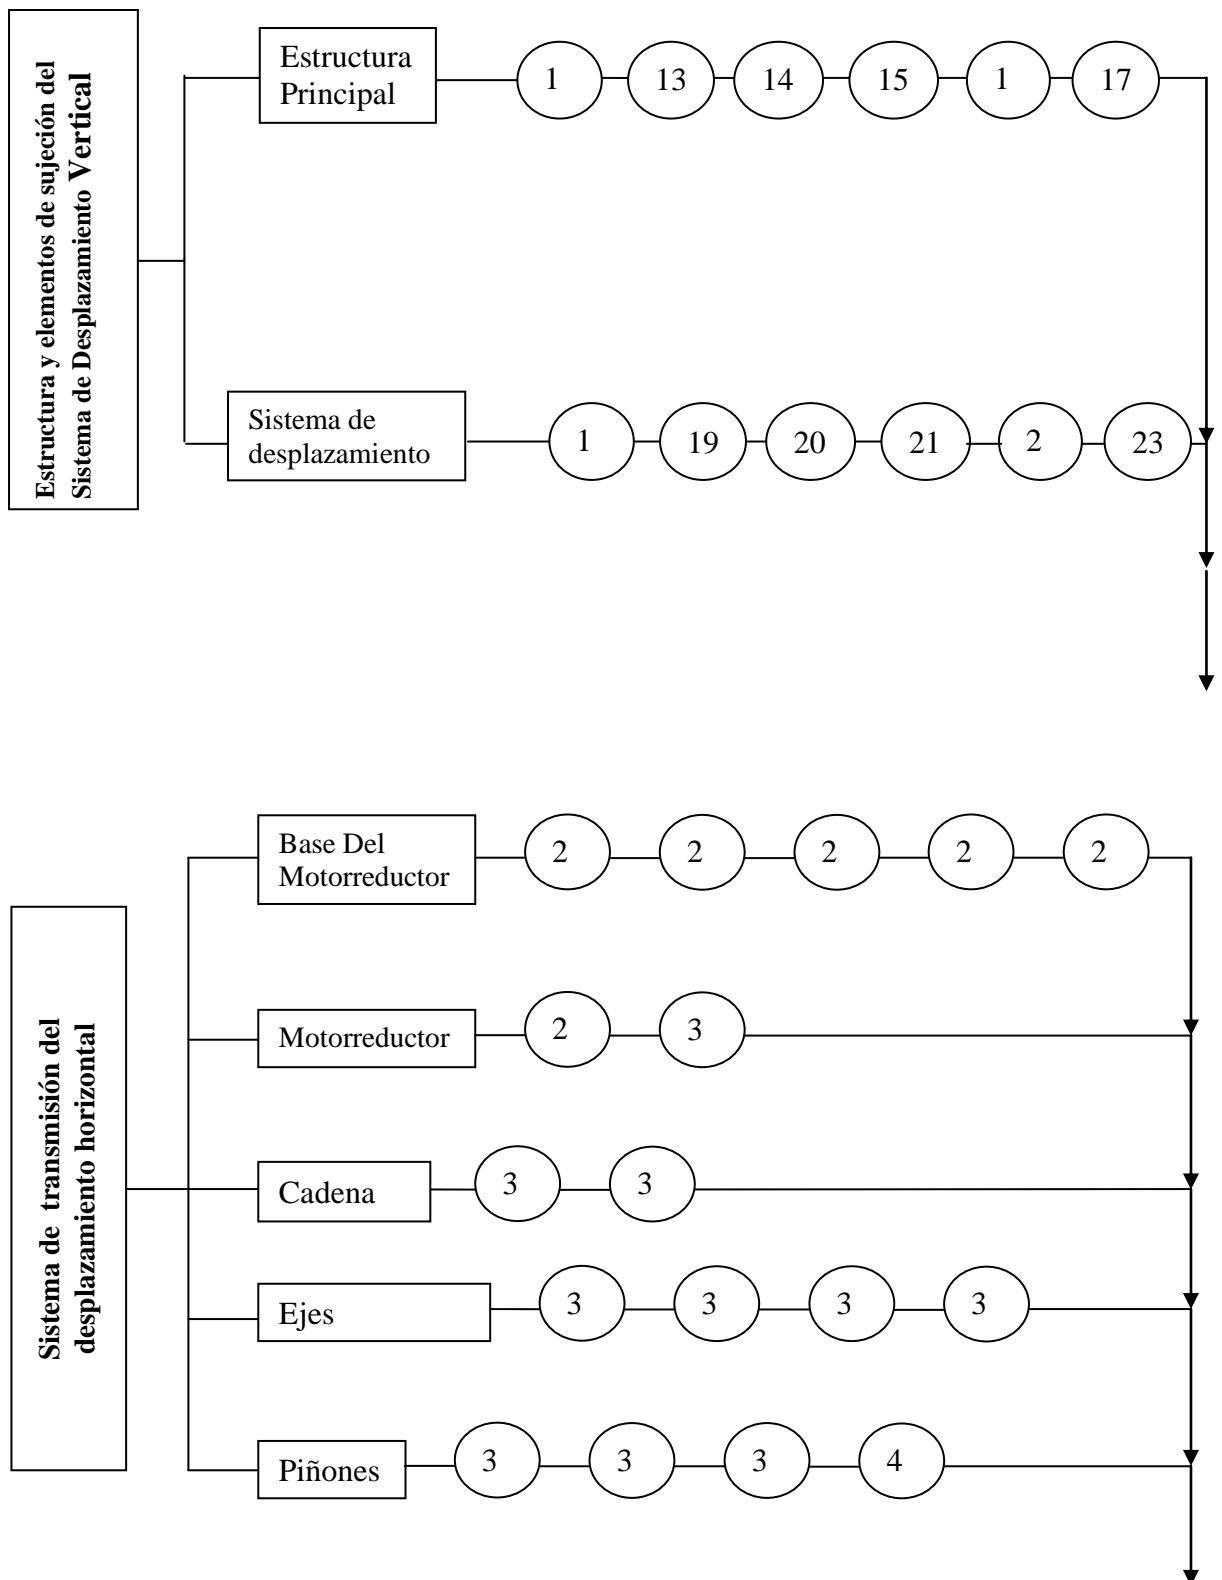 Estructura y elementos de sujeción del
Sistema de Desplazamiento Vertical
Estructura
Principal
1 13 14 15 1 17
Sistema de
desplazamiento
1 19 20 21 2 23
Sistema de transmisión del
desplazamiento horizontal
Base Del
Motorreductor
2 2 2 2 2
Motorreductor
2 3
Cadena
3 3
Ejes
3 3 3 3
Piñones
3 3 3 4